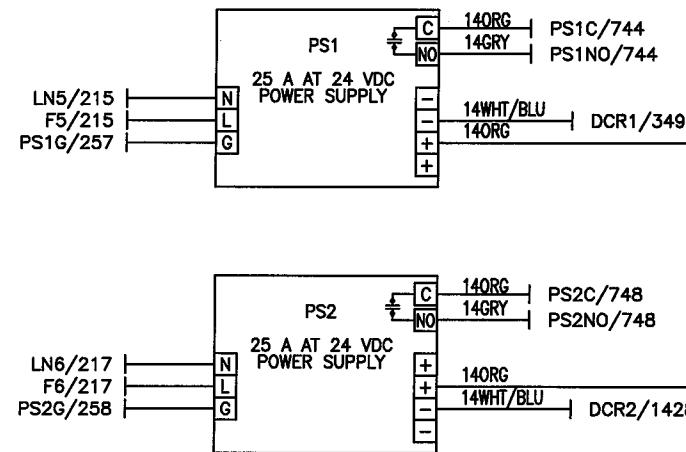 PS1
25 A AT 24 VDC
POWER SUPPLY
C 14ORG PS1C/744
NO 14GRY PS1NO/744
LN5/215 N
F5/215 L
PS1G/257 G
−
− 14WHT/BLU DCR1/349
+ 14ORG
+
PS2
25 A AT 24 VDC
POWER SUPPLY
C 14ORG PS2C/748
NO 14GRY PS2NO/748
LN6/217 N
F6/217 L
PS2G/258 G
+
+ 14ORG
− 14WHT/BLU DCR2/1428
−